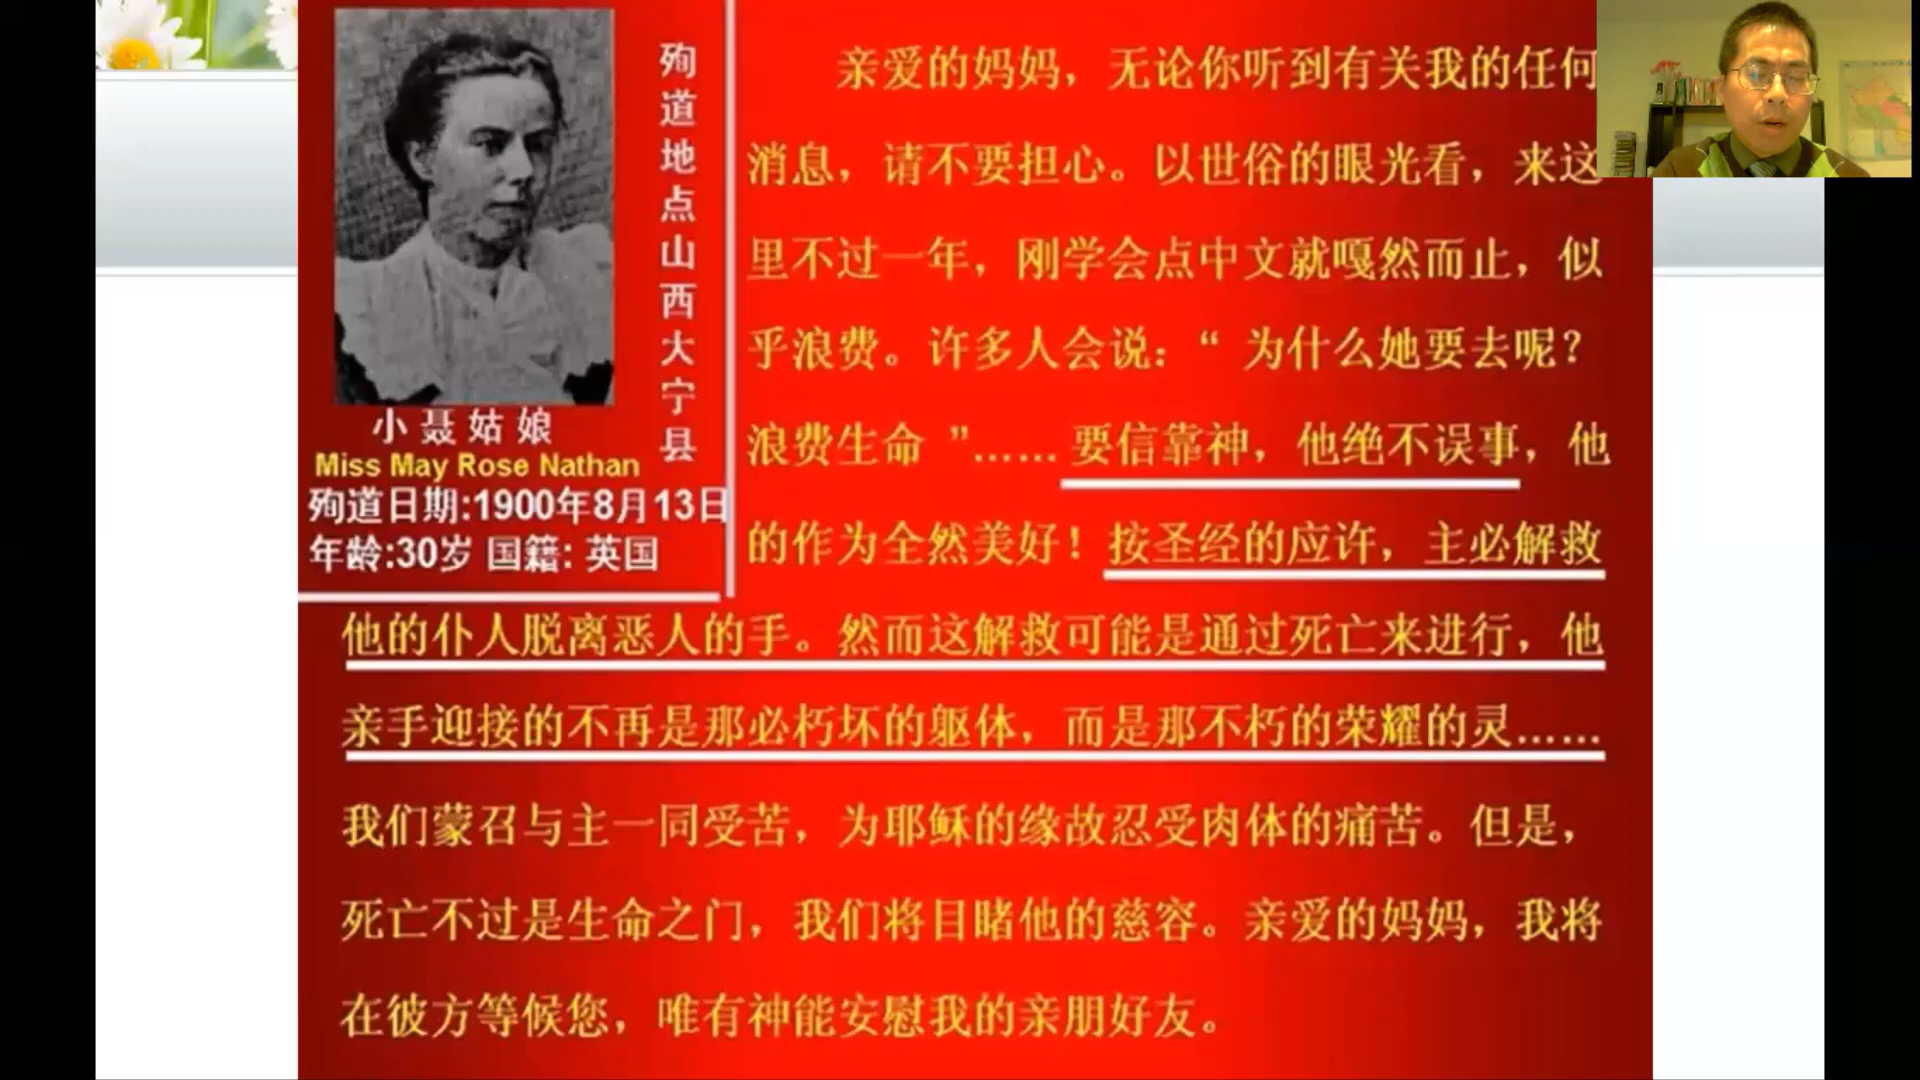 殉道地点山西大宁县
小聂姑娘
Miss May Rose Nathan
殉道日期:1900年8月13日
年龄:30岁 国籍: 英国
亲爱的妈妈，无论你听到有关我的任何
消息，请不要担心。以世俗的眼光看，来这
里不过一年，刚学会点中文就嘎然而止，似
乎浪费。许多人会说：“ 为什么她要去呢？
浪费生命 ”……要信靠神，他绝不误事，他
的作为全然美好！按圣经的应许，主必解救
他的仆人脱离恶人的手。然而这解救可能是通过死亡来进行，他
亲手迎接的不再是那必朽坏的躯体，而是那不朽的荣耀的灵……
我们蒙召与主一同受苦，为耶稣的缘故忍受肉体的痛苦。但是，
死亡不过是生命之门，我们将目睹他的慈容。亲爱的妈妈，我将
在彼方等候您，唯有神能安慰我的亲朋好友。